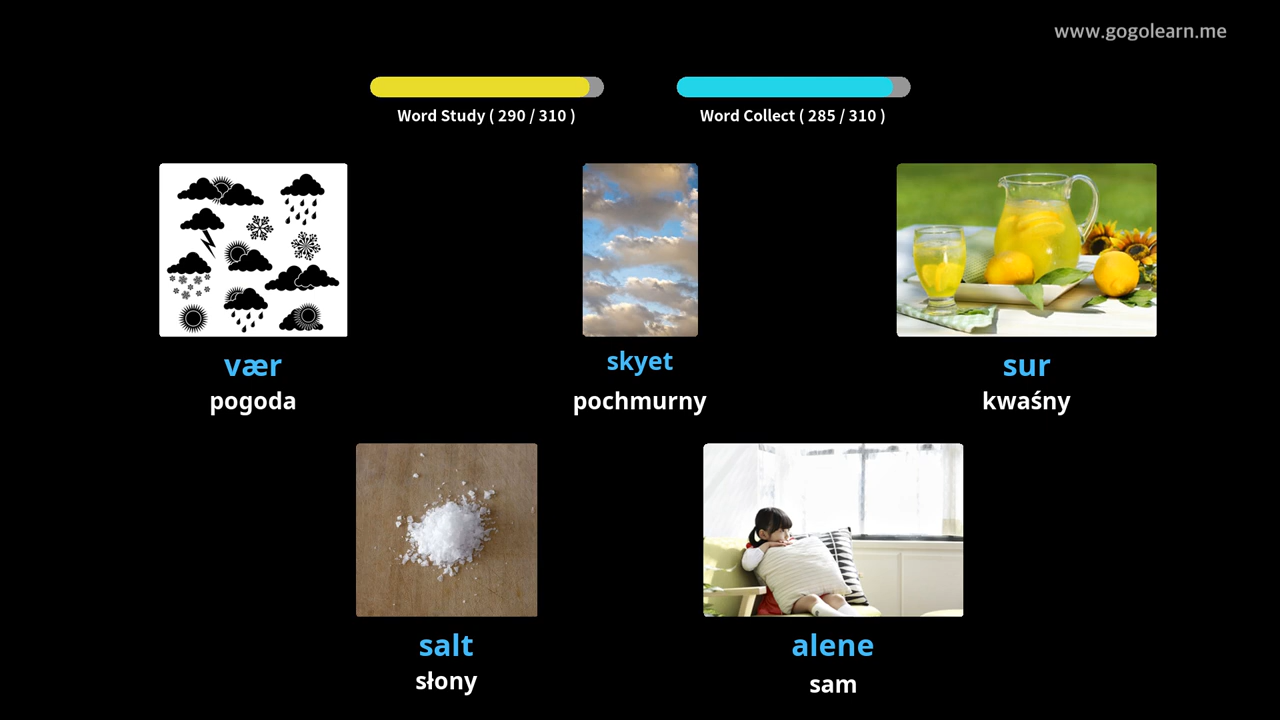 www.gogolearn.me
Word Study ( 290 / 310 )
Word Collect ( 285 / 310 )
vær
pogoda
skyet
pochmurny
sur
kwaśny
salt
słony
alene
sam